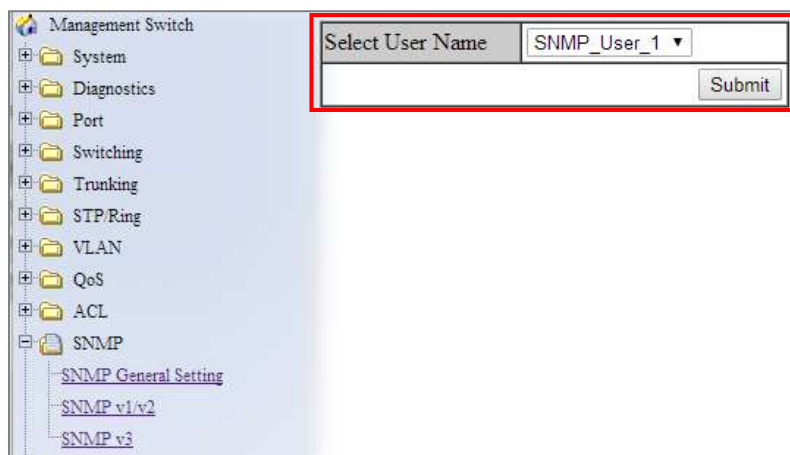 Management Switch
System
Diagnostics
Port
Switching
Trunking
STP/Ring
VLAN
QoS
ACL
SNMP
SNMP General Setting
SNMP v1/v2
SNMP v3
Select User Name SNMP_User_1
Submit